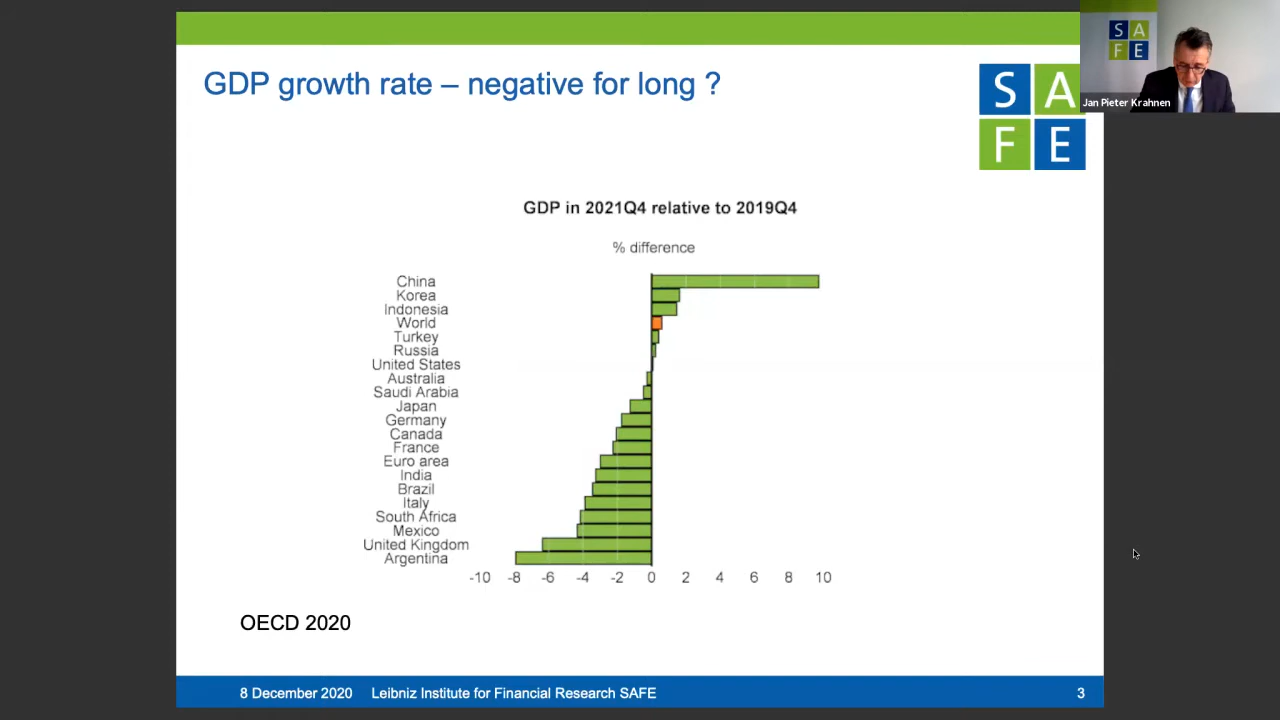 GDP growth rate – negative for long ?
S A
F E
S A
F E
Jan Pieter Krahnen
GDP in 2021Q4 relative to 2019Q4
% difference
China
Korea
Indonesia
World
Turkey
Russia
United States
Australia
Saudi Arabia
Japan
Germany
Canada
France
Euro area
India
Brazil
Italy
South Africa
Mexico
United Kingdom
Argentina
-10 -8 -6 -4 -2 0 2 4 6 8 10
OECD 2020
8 December 2020 Leibniz Institute for Financial Research SAFE 3